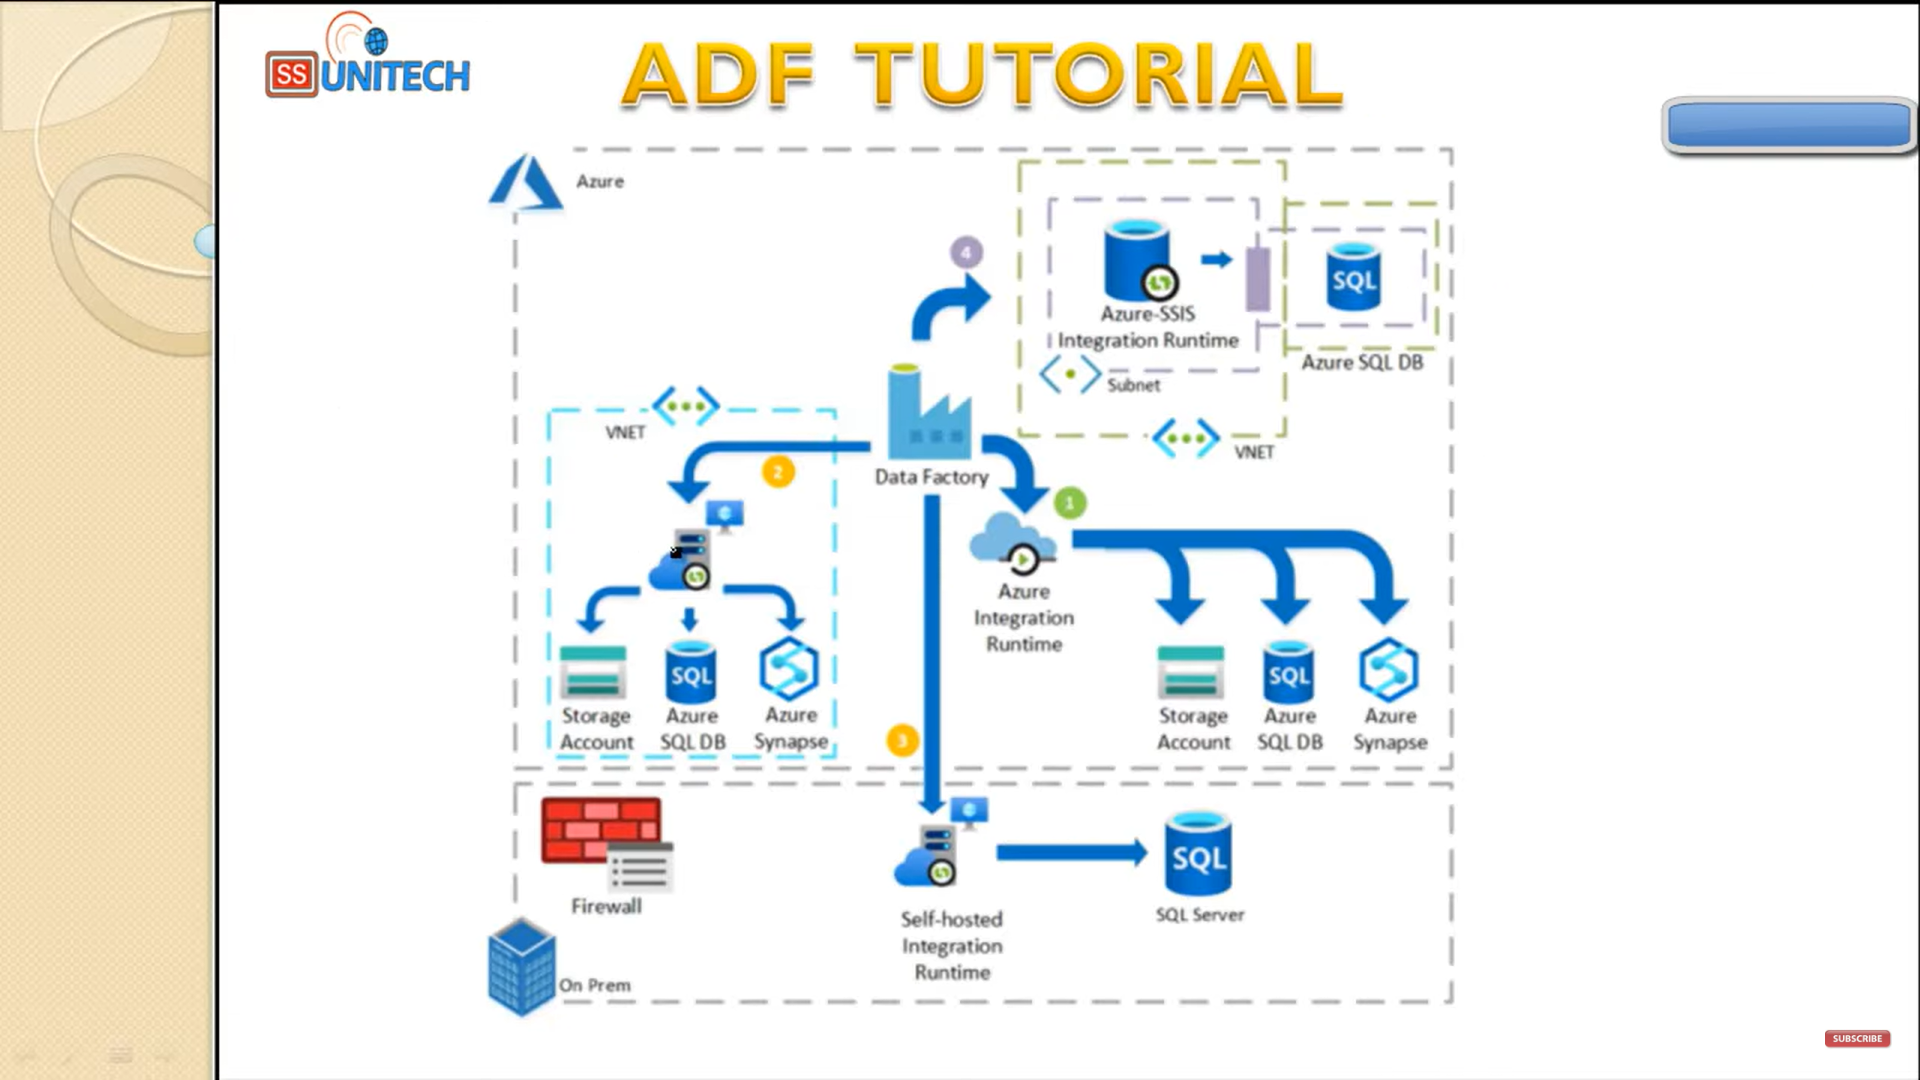 SS UNITECH
ADF TUTORIAL
Azure
4
Azure-SSIS
Integration Runtime
SQL
Azure SQL DB
Subnet
VNET
VNET
2
Data Factory
1
Azure
Integration
Runtime
SQL
Storage
Account
Azure
SQL DB
Azure
Synapse
SQL
Storage
Account
Azure
SQL DB
Azure
Synapse
3
Firewall
Self-hosted
Integration
Runtime
SQL
SQL Server
On Prem
SUBSCRIBE